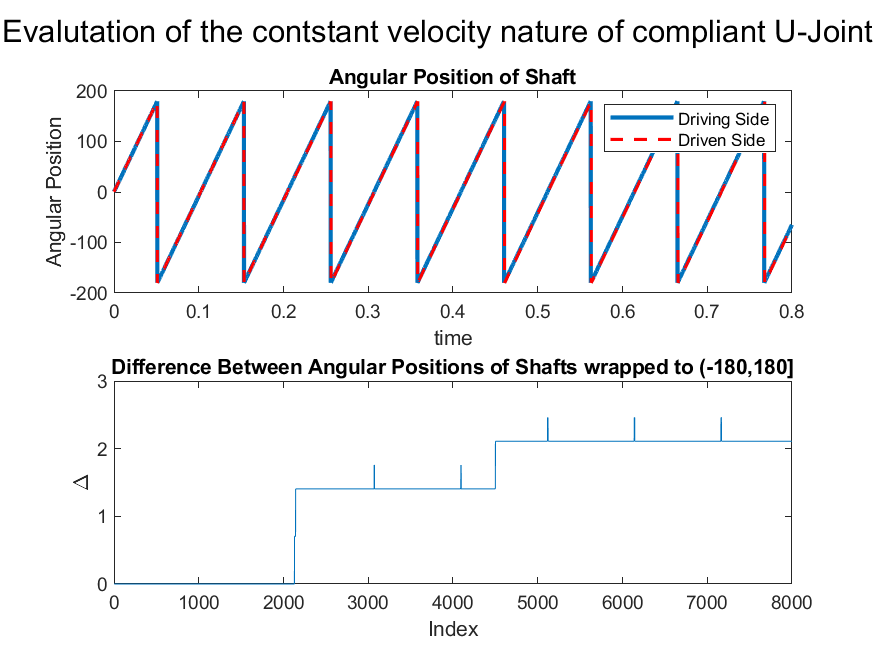 Evalutation of the contstant velocity nature of compliant U-Joint
Angular Position of Shaft
Angular Position
200
100
0
-100
-200
Driving Side
Driven Side
0 0.1 0.2 0.3 0.4 0.5 0.6 0.7 0.8
time
Difference Between Angular Positions of Shafts wrapped to (-180,180]
Δ
3
2
1
0
0 1000 2000 3000 4000 5000 6000 7000 8000
Index